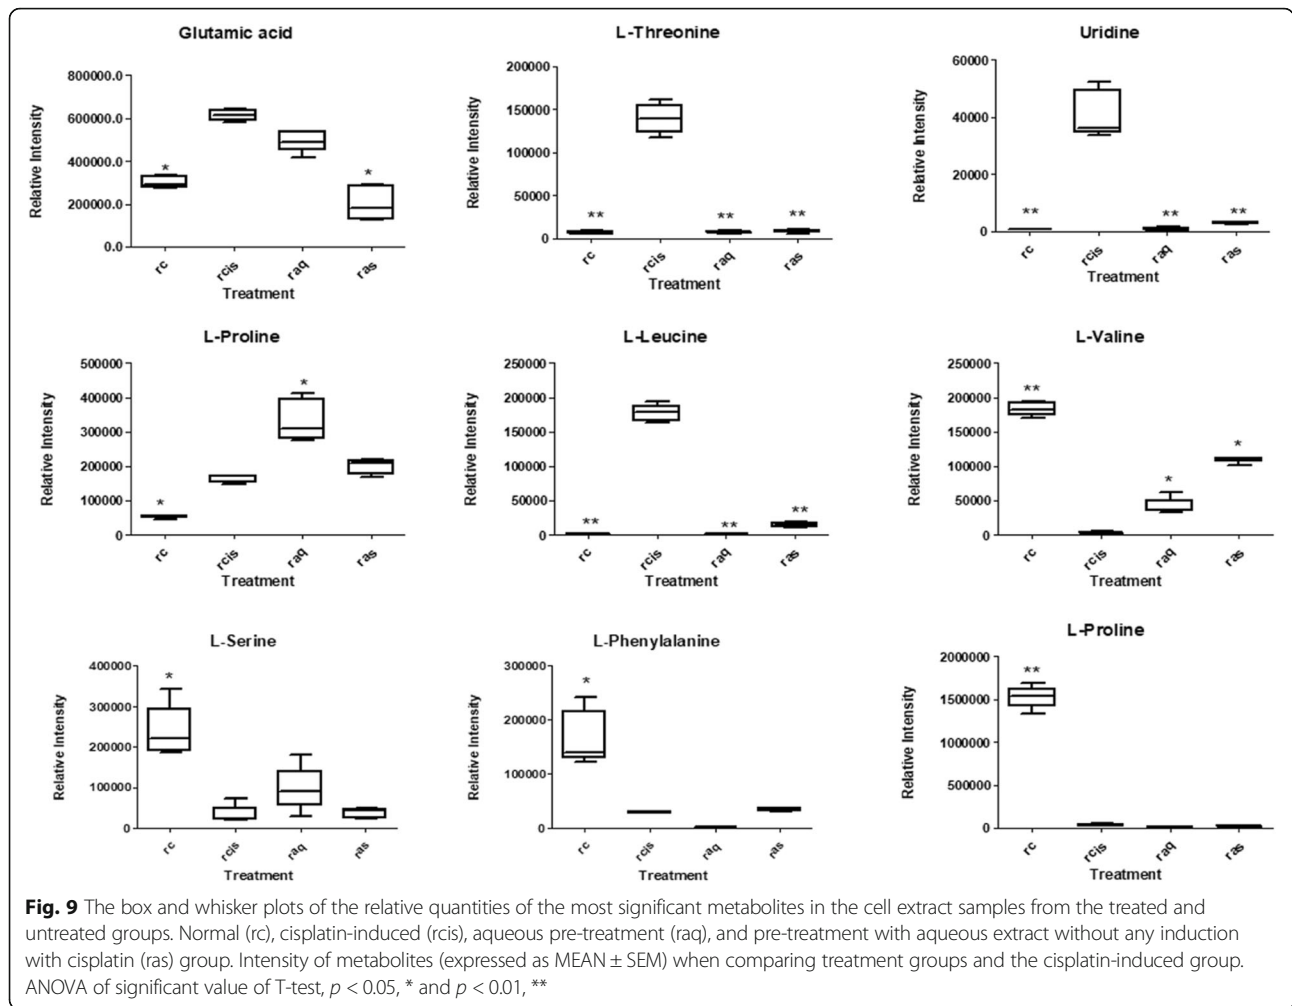 Glutamic acid
Relative Intensity
800000.0
600000.0
400000.0
200000.0
0.0
*
*
rc
rcis
raq
ras
Treatment
L-Threonine
Relative Intensity
200000
150000
100000
50000
0
**
**
**
rc
rcis
raq
ras
Treatment
Uridine
Relative Intensity
60000
40000
20000
0
**
**
**
rc
rcis
raq
ras
Treatment
L-Proline
Relative Intensity
500000
400000
300000
200000
100000
0
*
*
rc
rcis
raq
ras
Treatment
L-Leucine
Relative Intensity
250000
200000
150000
100000
50000
0
**
**
**
rc
rcis
raq
ras
Treatment
L-Valine
Relative Intensity
250000
200000
150000
100000
50000
0
**
*
*
rc
rcis
raq
ras
Treatment
L-Serine
Relative Intensity
400000
300000
200000
100000
0
*
rc
rcis
raq
ras
Treatment
L-Phenylalanine
Relative Intensity
300000
200000
100000
0
*
rc
rcis
raq
ras
Treatment
L-Proline
Relative Intensity
2000000
1500000
1000000
500000
0
**
rc
rcis
raq
ras
Treatment
Fig. 9 The box and whisker plots of the relative quantities of the most significant metabolites in the cell extract samples from the treated and
untreated groups. Normal (rc), cisplatin-induced (rcis), aqueous pre-treatment (raq), and pre-treatment with aqueous extract without any induction
with cisplatin (ras) group. Intensity of metabolites (expressed as MEAN ± SEM) when comparing treatment groups and the cisplatin-induced group.
ANOVA of significant value of T-test, p < 0.05, * and p < 0.01, **